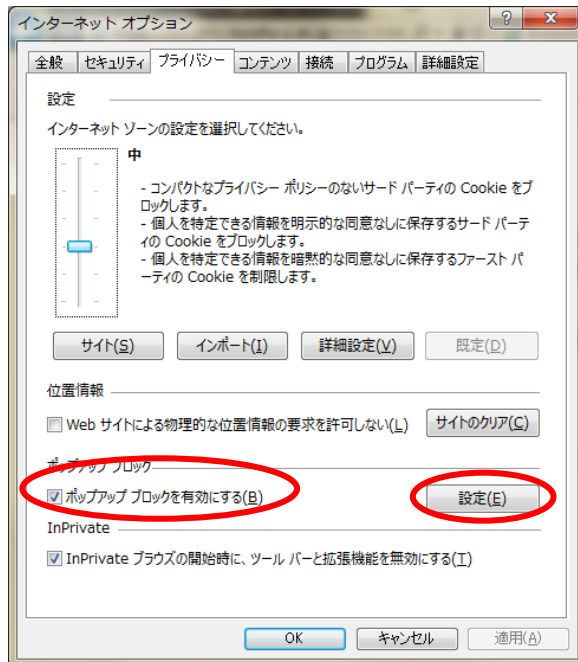 インターネット オプション
全般 セキュリティ プライバシー コンテンツ 接続 プログラム 詳細設定
設定
インターネット ゾーンの設定を選択してください。
中
- コンパクトなプライバシー ポリシーのないサード パーティの Cookie をブ
ロックします。
- 個人を特定できる情報を明示的な同意なしに保存するサード パーテ
ィの Cookie をブロックします。
- 個人を特定できる情報を暗黙的な同意なしに保存するファースト パ
ーティの Cookie を制限します。
サイト(S) インポート(I) 詳細設定(V) 既定(D)
位置情報
Web サイトによる物理的な位置情報の要求を許可しない(L) サイトのクリア(C)
ポップアップ ブロック
ポップアップ ブロックを有効にする(B) 設定(E)
InPrivate
InPrivate ブラウズの開始時に、ツール バーと拡張機能を無効にする(T)
OK キャンセル 適用(A)